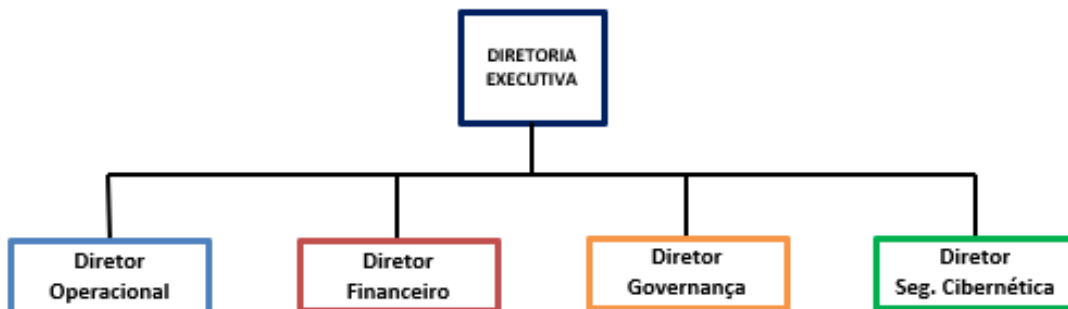 DIRETORIA
EXECUTIVA
Diretor
Operacional
Diretor
Financeiro
Diretor
Governança
Diretor
Seg. Cibernética